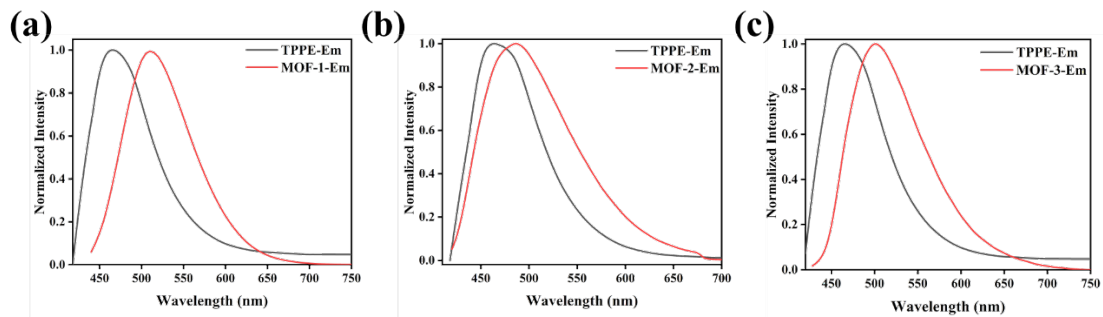 (a)
TPPE-Em
MOF-1-Em
Normalized Intensity
1.0
0.8
0.6
0.4
0.2
0.0
450 500 550 600 650 700 750
Wavelength (nm)
(b)
TPPE-Em
MOF-2-Em
Normalized Intensity
1.0
0.8
0.6
0.4
0.2
0.0
450 500 550 600 650 700
Wavelength (nm)
(c)
TPPE-Em
MOF-3-Em
Normalized Intensity
1.0
0.8
0.6
0.4
0.2
0.0
450 500 550 600 650 700 750
Wavelength (nm)